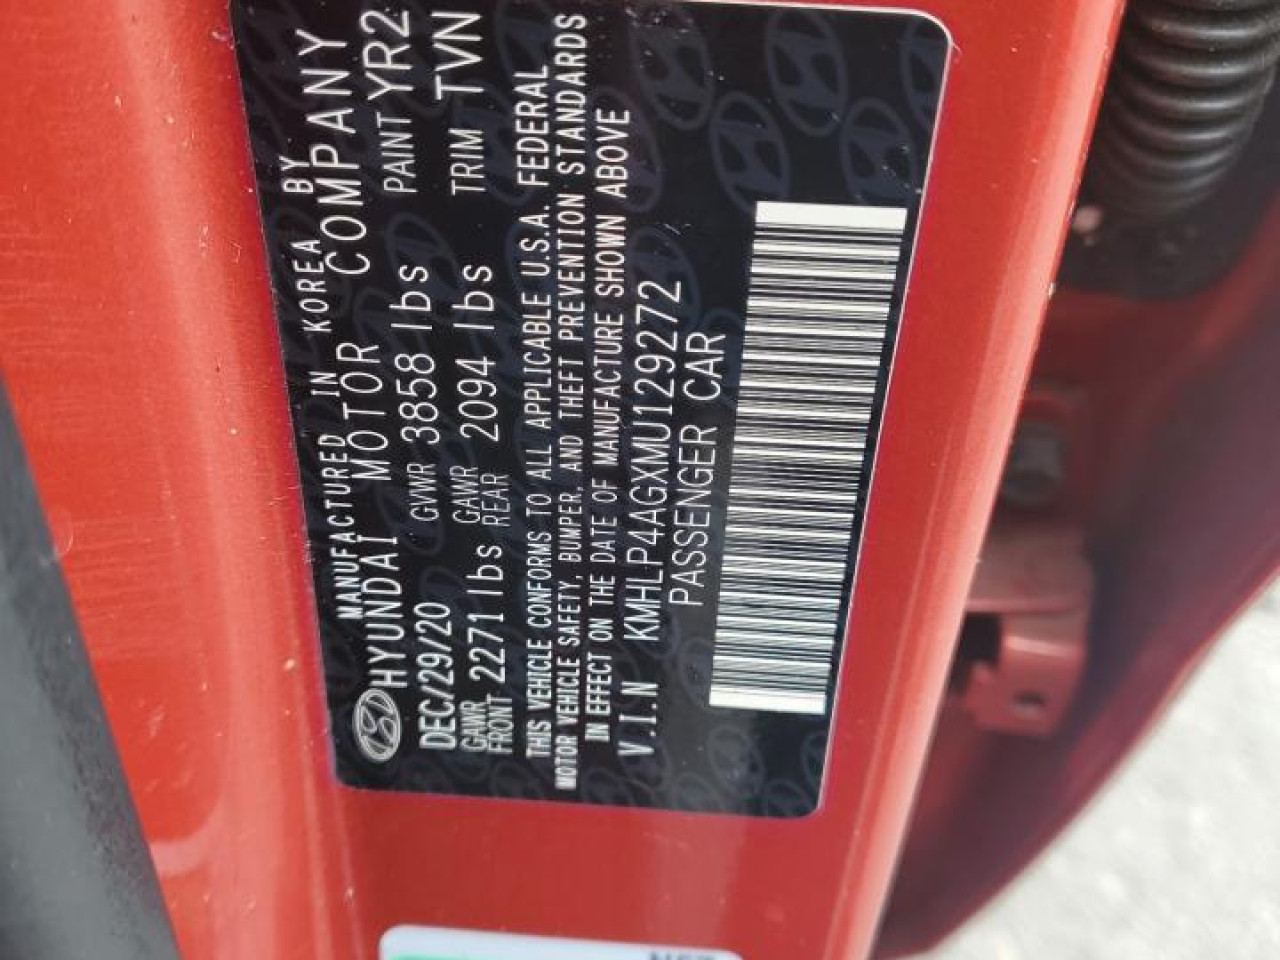 MANUFACTURED IN KOREA BY
HYUNDAI MOTOR COMPANY
DEC/29/20 GVWR 3858 lbs PAINT YR2
GAWR FRONT 2271 lbs GAWR REAR 2094 lbs TRIM TVN
THIS VEHICLE CONFORMS TO ALL APPLICABLE U.S.A. FEDERAL
MOTOR VEHICLE SAFETY, BUMPER, AND THEFT PREVENTION STANDARDS
IN EFFECT ON THE DATE OF MANUFACTURE SHOWN ABOVE
V.I.N KMHLP4AGXMU129272
PASSENGER CAR